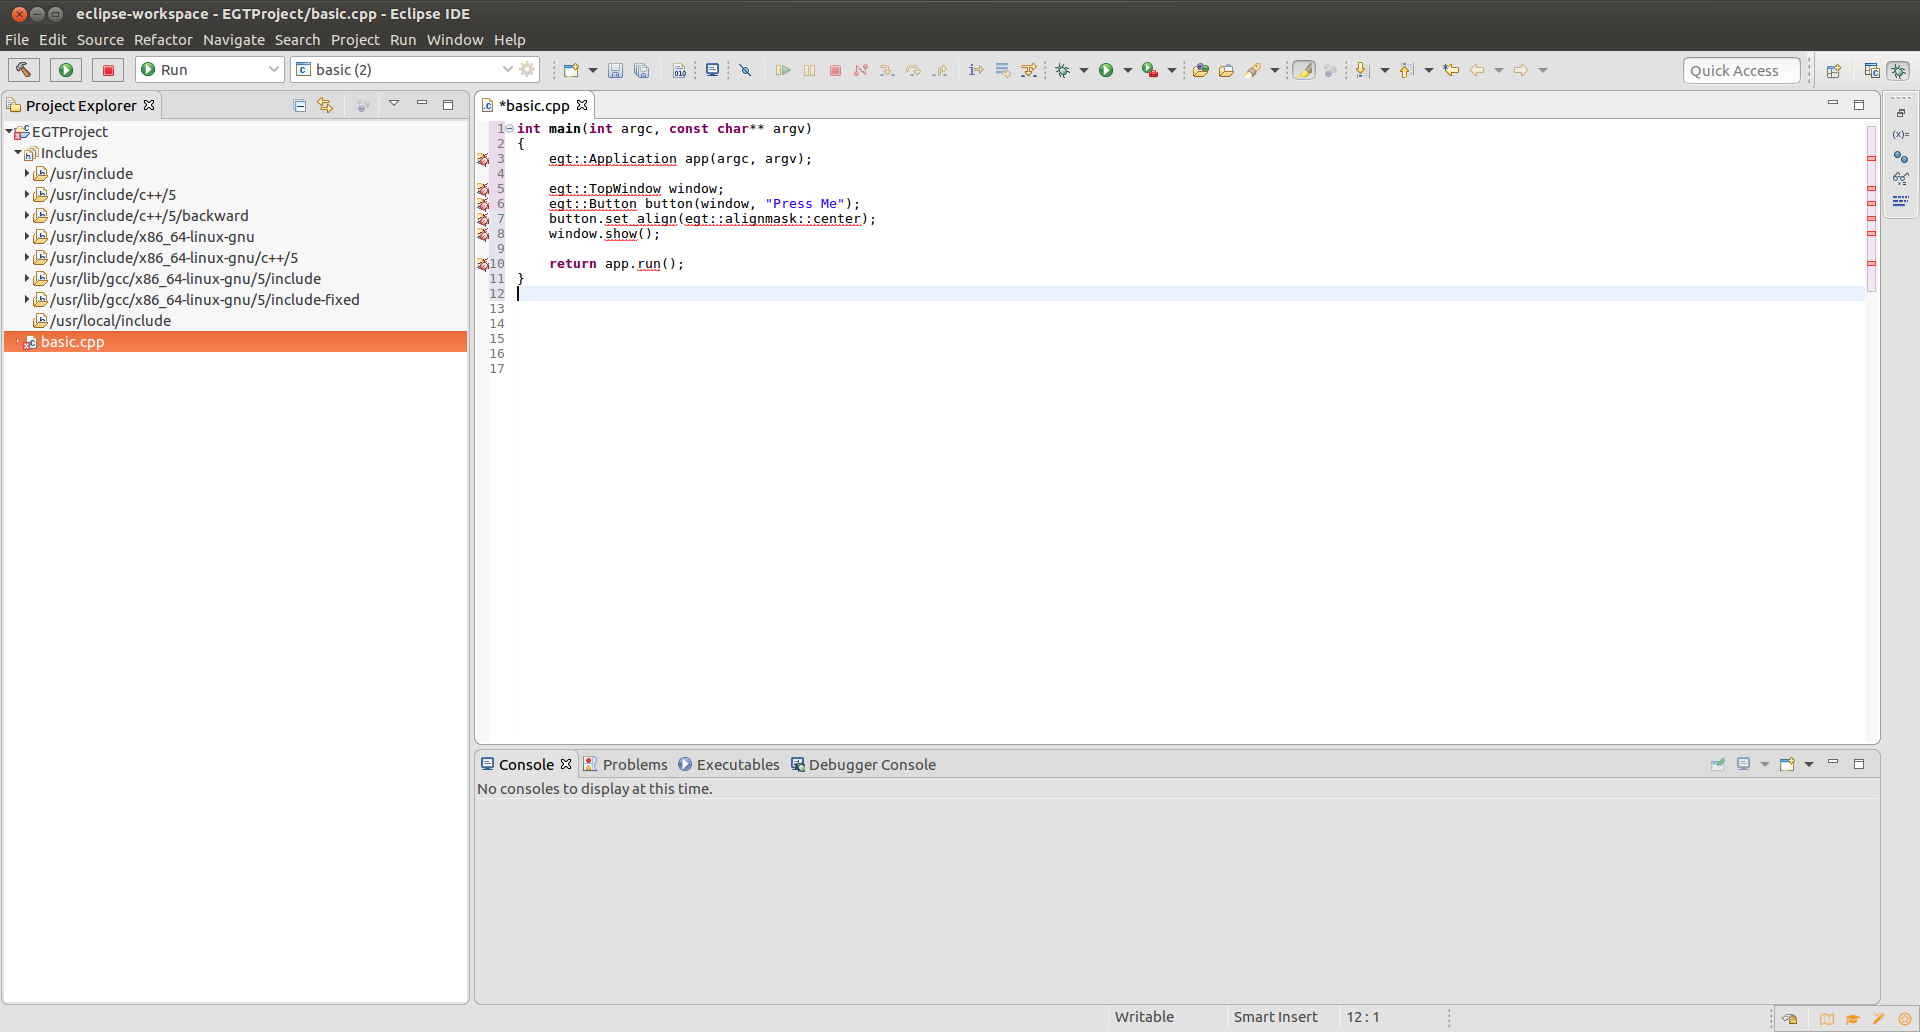 eclipse-workspace - EGTProject/basic.cpp - Eclipse IDE
File Edit Source Refactor Navigate Search Project Run Window Help
Run basic (2) Quick Access
Project Explorer
EGTProject
Includes
/usr/include
/usr/include/c++/5
/usr/include/c++/5/backward
/usr/include/x86_64-linux-gnu
/usr/include/x86_64-linux-gnu/c++/5
/usr/lib/gcc/x86_64-linux-gnu/5/include
/usr/lib/gcc/x86_64-linux-gnu/5/include-fixed
/usr/local/include
basic.cpp
*basic.cpp
1 int main(int argc, const char** argv)
2 {
3     egt::Application app(argc, argv);
4
5     egt::TopWindow window;
6     egt::Button button(window, "Press Me");
7     button.set_align(egt::alignmask::center);
8     window.show();
9
10     return app.run();
11 }
12
13
14
15
16
17
(x)=
Console Problems Executables Debugger Console
No consoles to display at this time.
Writable Smart Insert 12 : 1